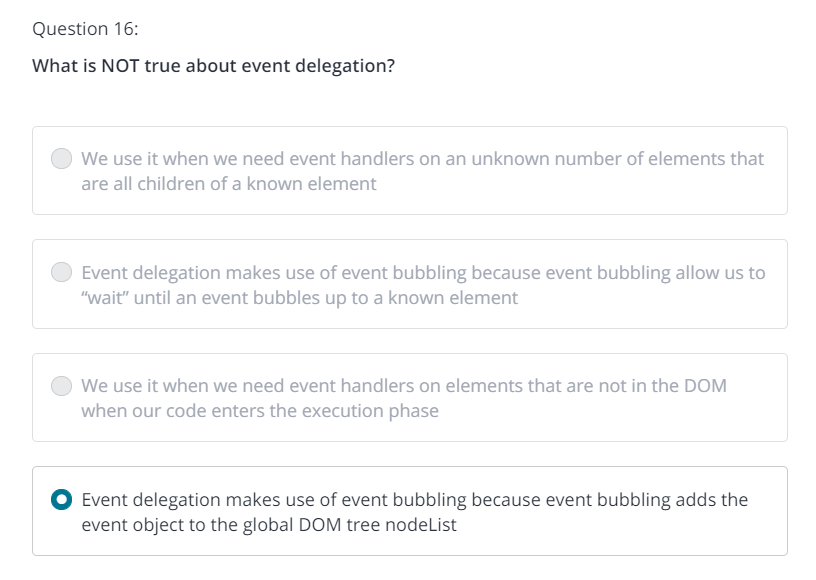 Question 16:
What is NOT true about event delegation?
We use it when we need event handlers on an unknown number of elements that
are all children of a known element
Event delegation makes use of event bubbling because event bubbling allow us to
“wait” until an event bubbles up to a known element
We use it when we need event handlers on elements that are not in the DOM
when our code enters the execution phase
Event delegation makes use of event bubbling because event bubbling adds the
event object to the global DOM tree nodeList